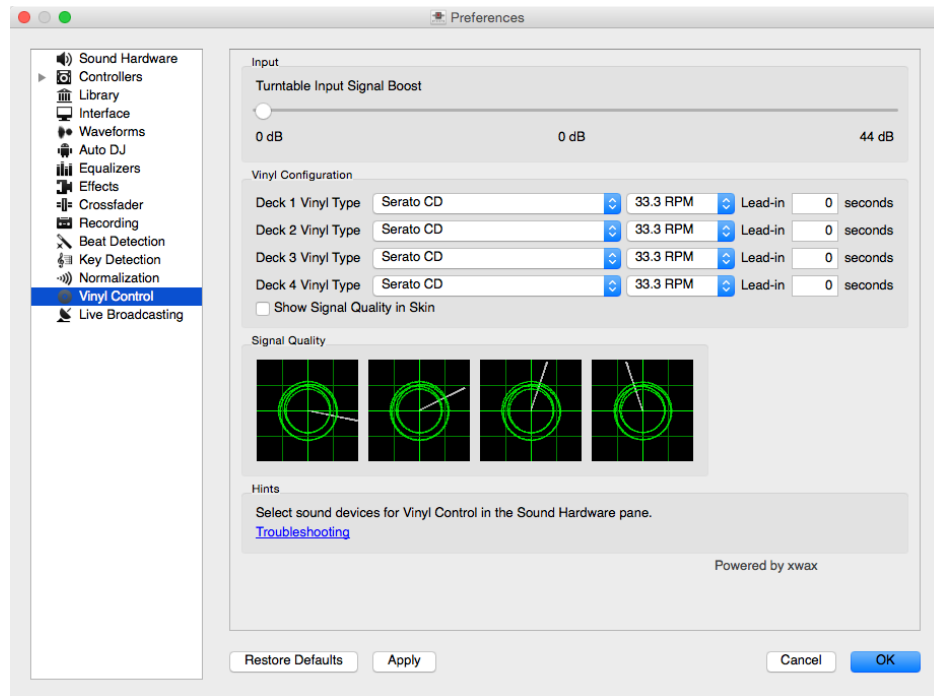 Preferences
Sound Hardware
Controllers
Library
Interface
Waveforms
Auto DJ
Equalizers
Effects
Crossfader
Recording
Beat Detection
Key Detection
Normalization
Vinyl Control
Live Broadcasting
Input
Turntable Input Signal Boost
0 dB 0 dB 44 dB
Vinyl Configuration
Deck 1 Vinyl Type Serato CD 33.3 RPM Lead-in 0 seconds
Deck 2 Vinyl Type Serato CD 33.3 RPM Lead-in 0 seconds
Deck 3 Vinyl Type Serato CD 33.3 RPM Lead-in 0 seconds
Deck 4 Vinyl Type Serato CD 33.3 RPM Lead-in 0 seconds
Show Signal Quality in Skin
Signal Quality
Hints
Select sound devices for Vinyl Control in the Sound Hardware pane.
Troubleshooting
Powered by xwax
Restore Defaults Apply Cancel OK